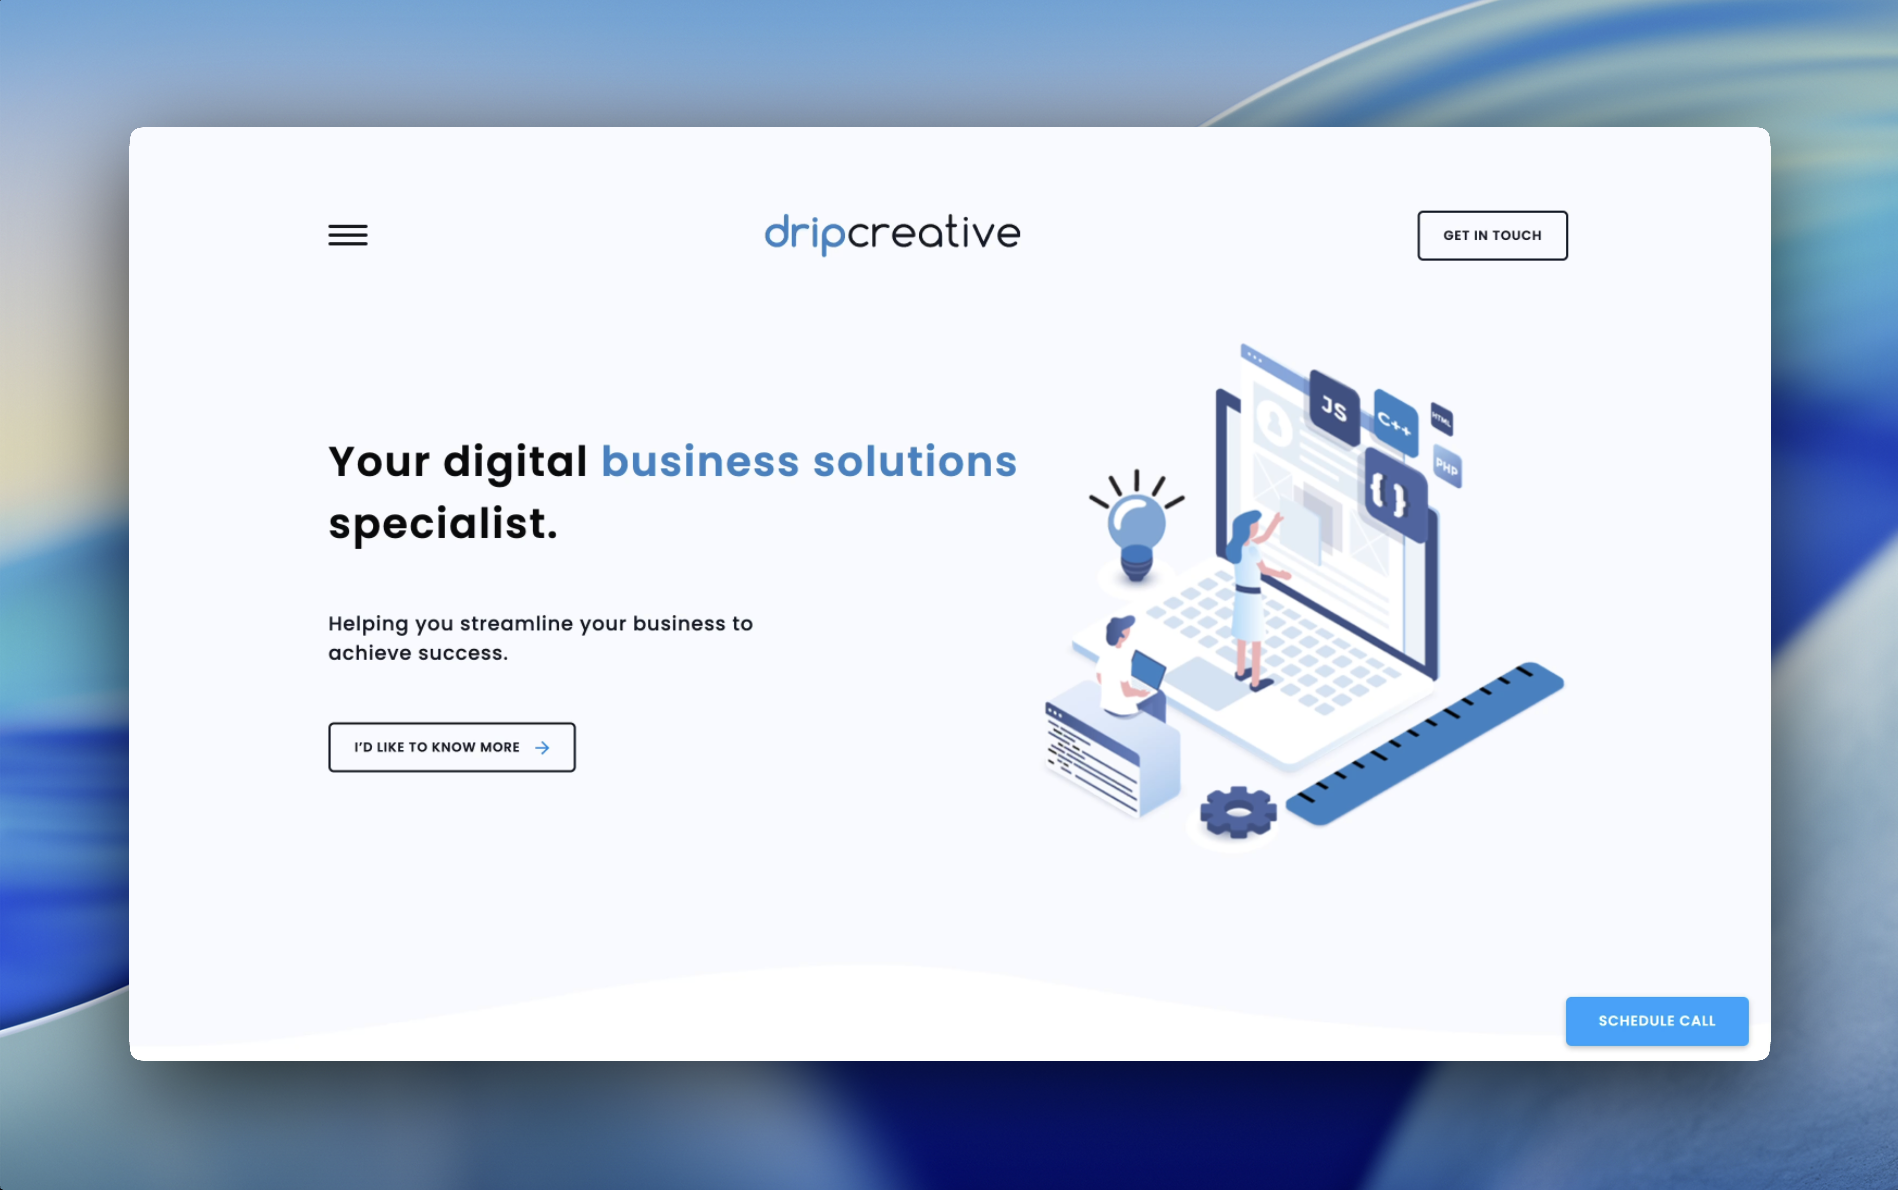 dripcreative
GET IN TOUCH
Your digital business solutions
specialist.
Helping you streamline your business to
achieve success.
I'D LIKE TO KNOW MORE
JS
C++
HTML
PHP
{}
SCHEDULE CALL